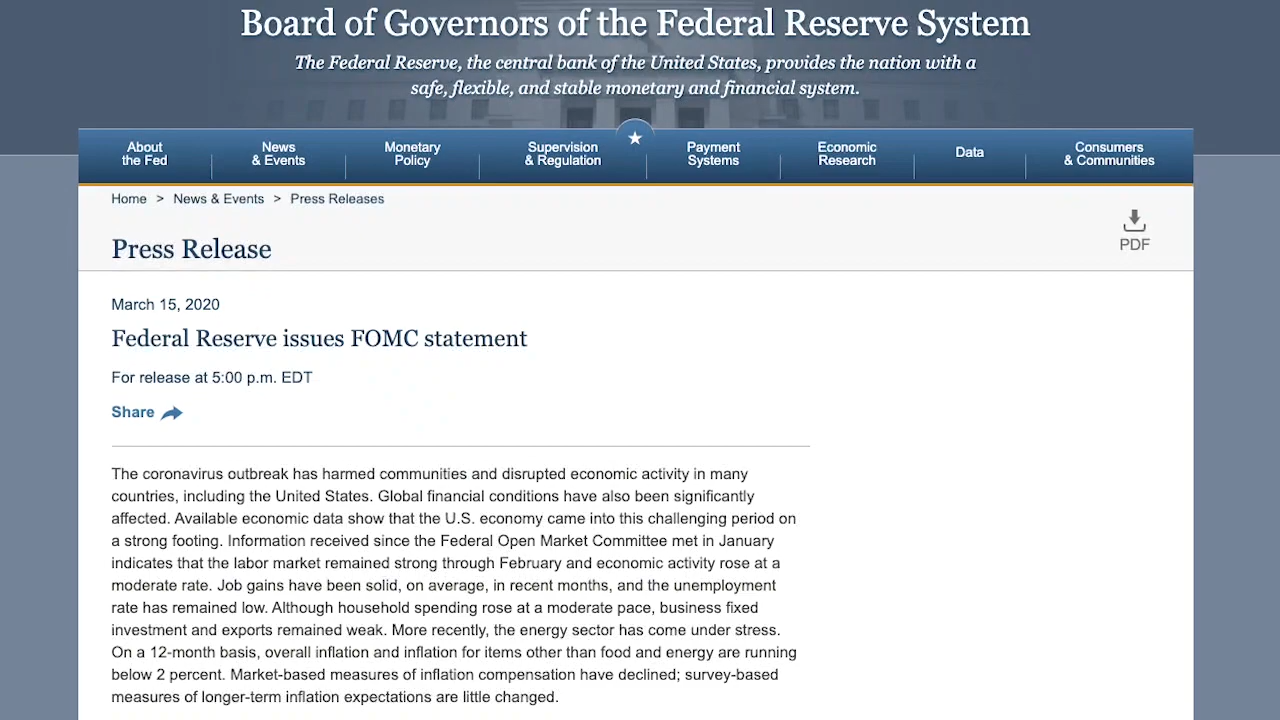 Board of Governors of the Federal Reserve System
The Federal Reserve, the central bank of the United States, provides the nation with a
safe, flexible, and stable monetary and financial system.
About
the Fed
News
& Events
Monetary
Policy
Supervision
& Regulation
Payment
Systems
Economic
Research
Data
Consumers
& Communities
Home > News & Events > Press Releases
PDF
Press Release
March 15, 2020
Federal Reserve issues FOMC statement
For release at 5:00 p.m. EDT
Share
The coronavirus outbreak has harmed communities and disrupted economic activity in many
countries, including the United States. Global financial conditions have also been significantly
affected. Available economic data show that the U.S. economy came into this challenging period on
a strong footing. Information received since the Federal Open Market Committee met in January
indicates that the labor market remained strong through February and economic activity rose at a
moderate rate. Job gains have been solid, on average, in recent months, and the unemployment
rate has remained low. Although household spending rose at a moderate pace, business fixed
investment and exports remained weak. More recently, the energy sector has come under stress.
On a 12-month basis, overall inflation and inflation for items other than food and energy are running
below 2 percent. Market-based measures of inflation compensation have declined; survey-based
measures of longer-term inflation expectations are little changed.